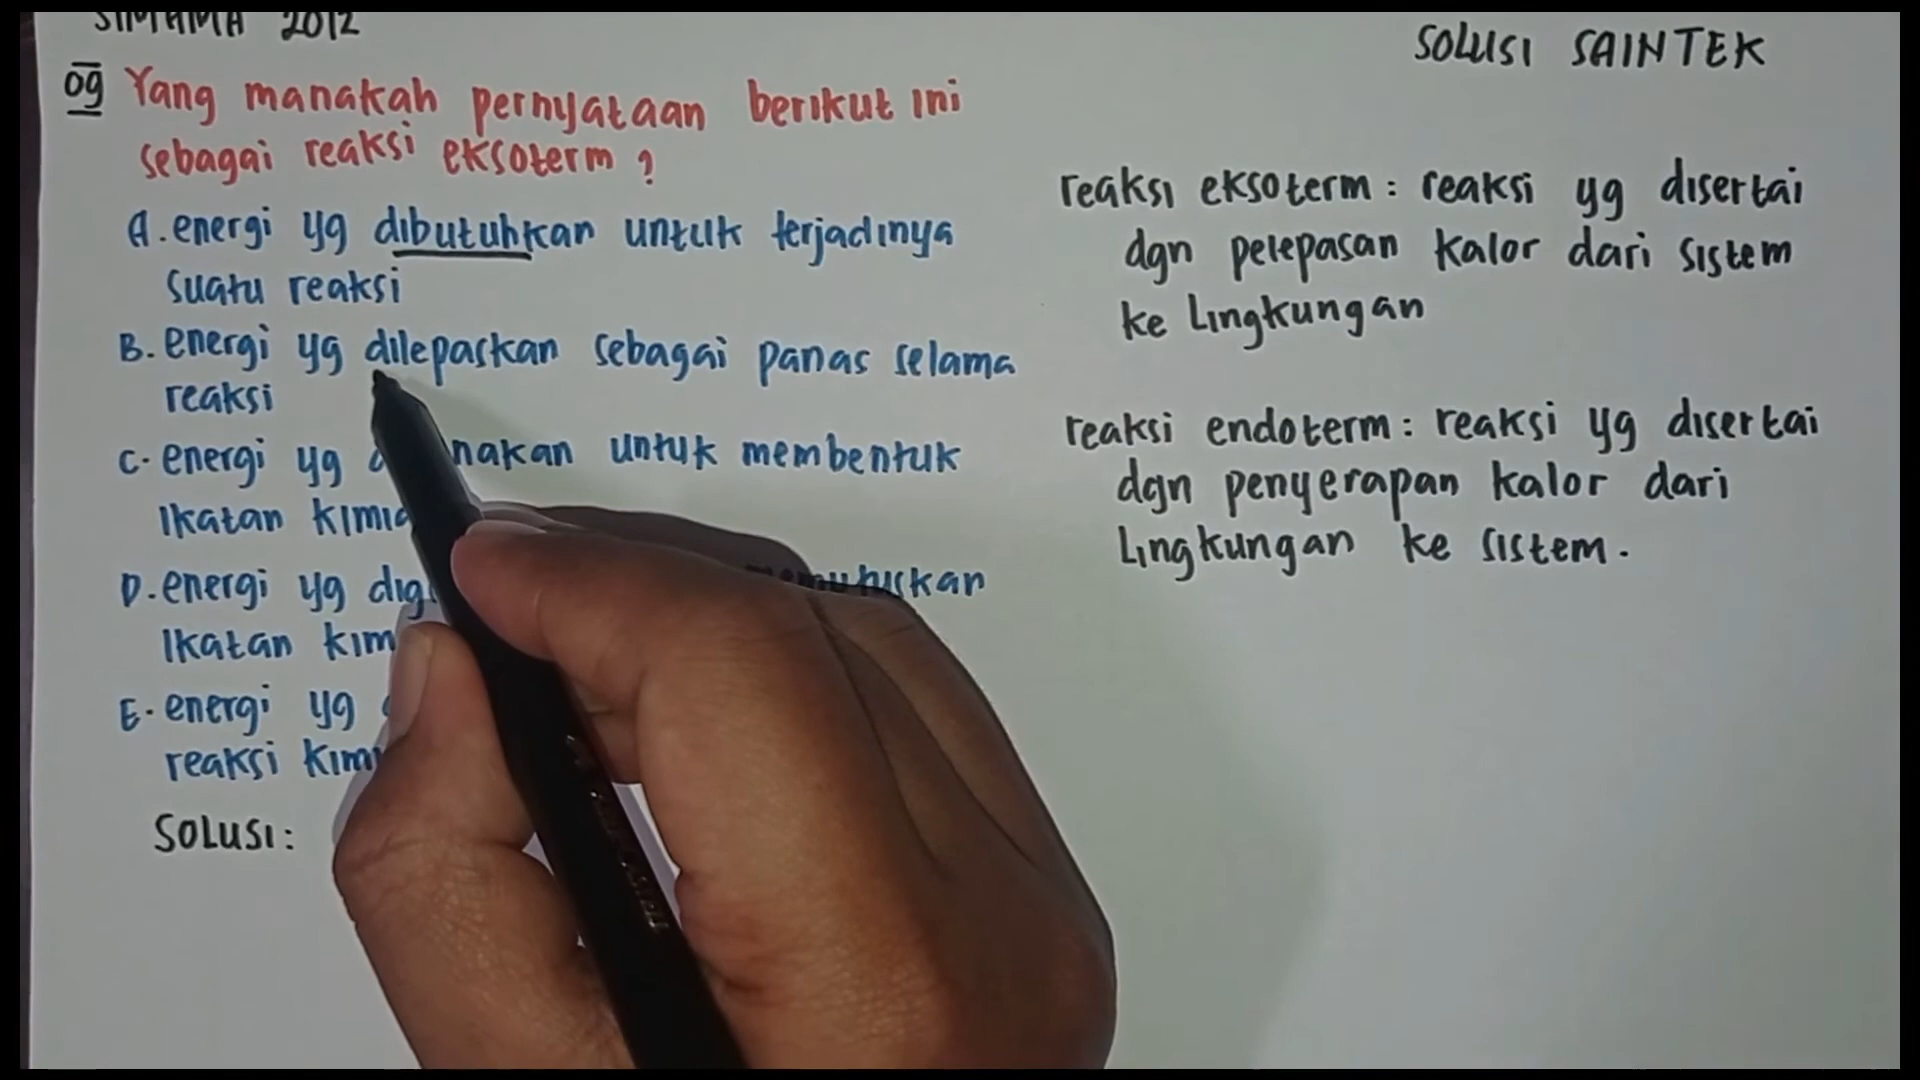 SIMAMA 2012
SOLUSI SAINTEK
09 Yang manakah pernyataan berikut ini
sebagai reaksi eksoterm ?
A. energi yg dibutuhkan untuk terjadinya
suatu reaksi
B. energi yg dilepaskan sebagai panas selama
reaksi
C. energi yg untuk membentuk
Ikatan
D. energi yg
Ikatan
E. energi yg
reaksi
SOLUSI:
reaksi eksoterm : reaksi yg disertai
dgn pelepasan kalor dari sistem
ke Lingkungan
reaksi endoterm : reaksi yg disertai
dgn penyerapan kalor dari
Lingkungan ke sistem.